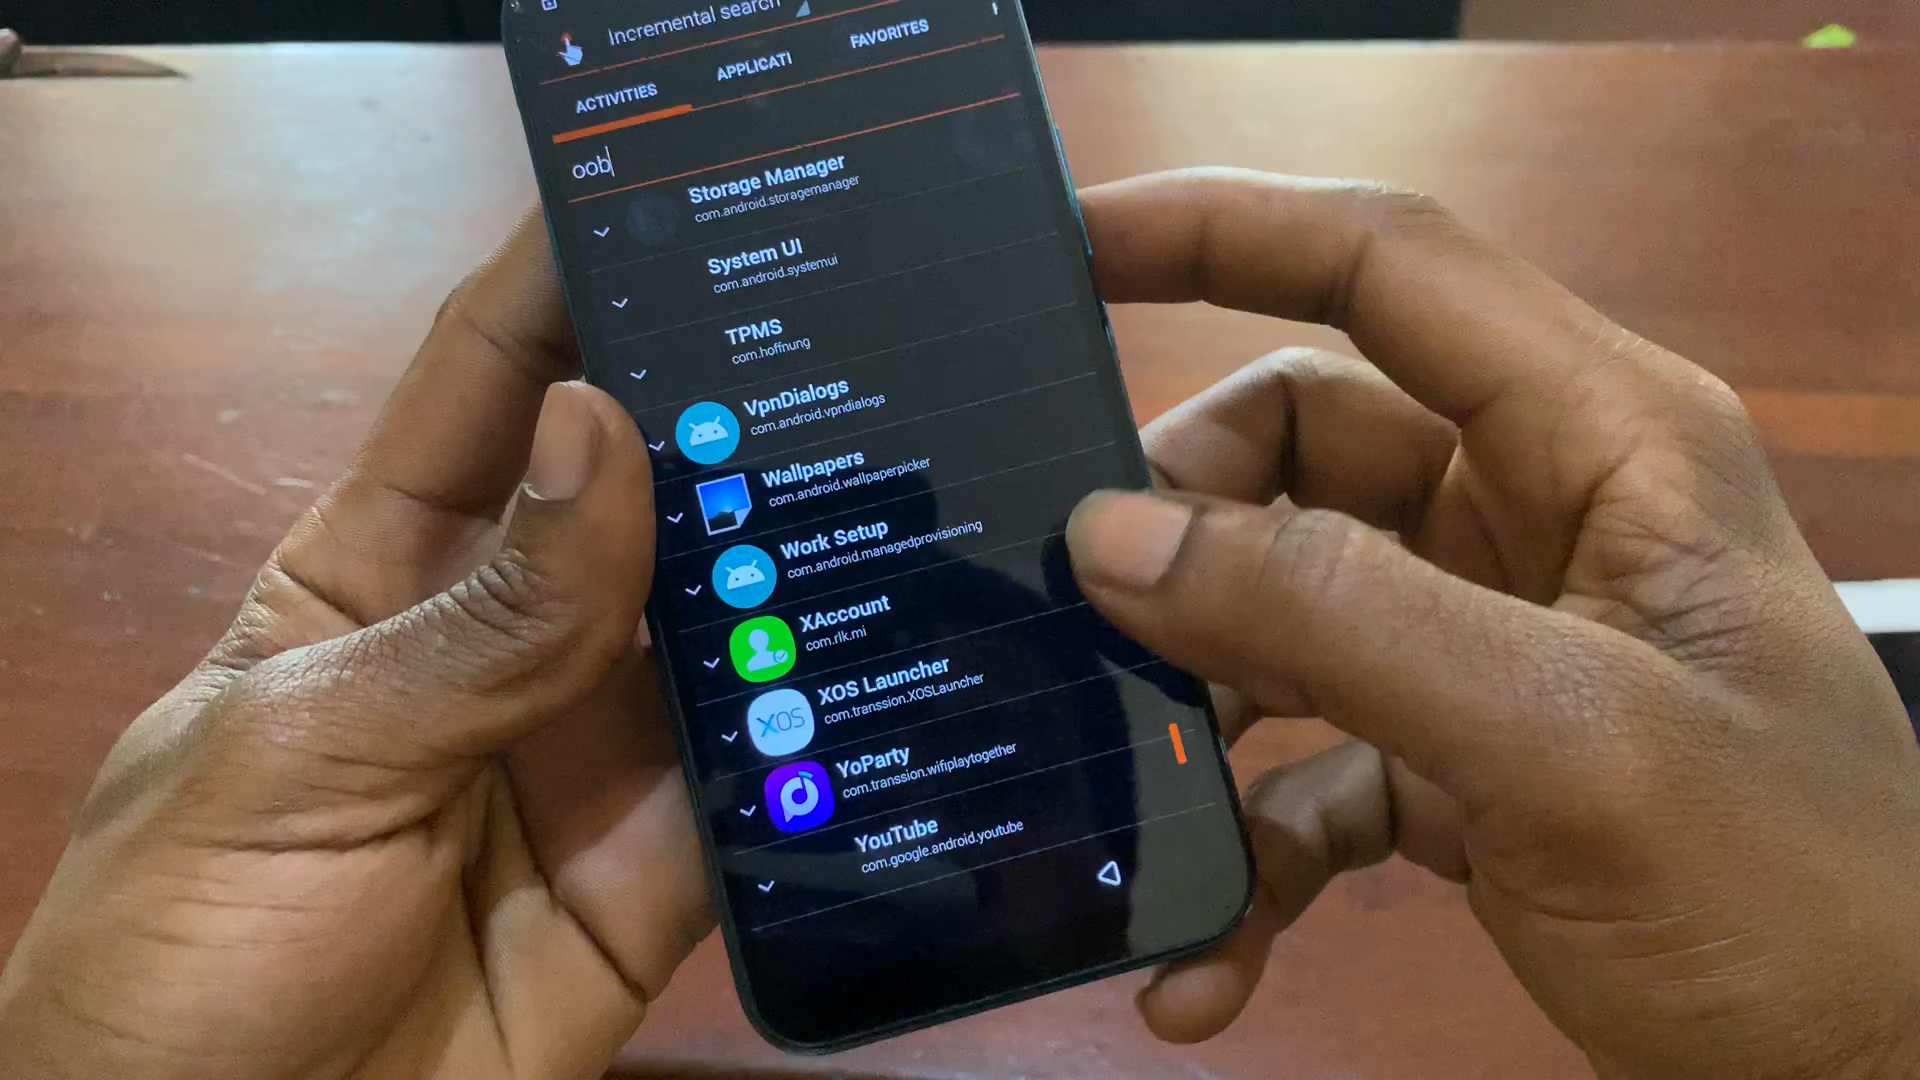 Incremental search
ACTIVITIES
APPLICATI
FAVORITES
oob
Storage Manager
com.android.storagemanager
System UI
com.android.systemui
TPMS
com.hoffnung
VpnDialogs
com.android.vpndialogs
Wallpapers
com.android.wallpaperpicker
Work Setup
com.android.managedprovisioning
XAccount
com.rlk.mi
XOS
XOS Launcher
com.transsion.XOSLauncher
YoParty
com.transsion.wifiplaytogether
YouTube
com.google.android.youtube